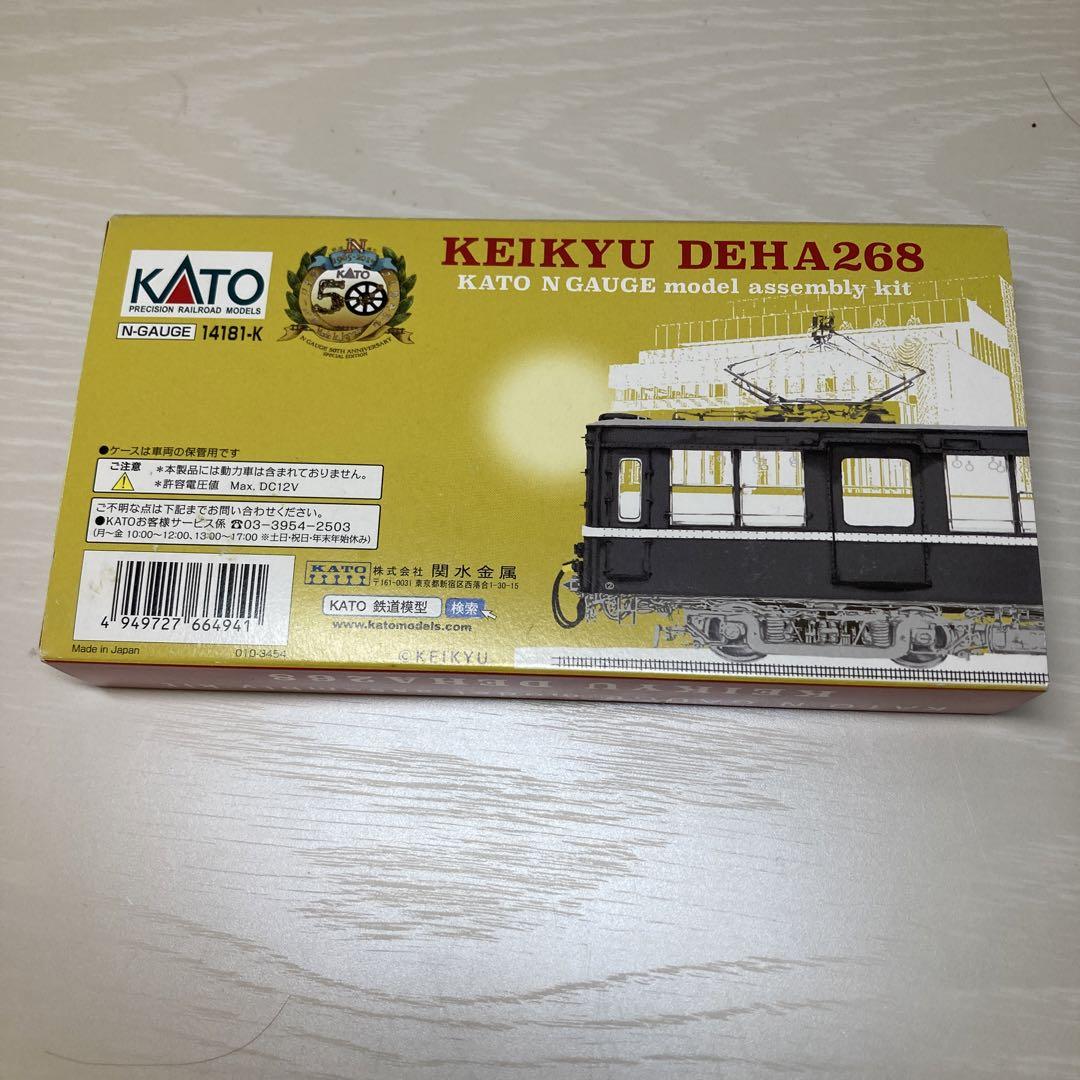 KATO
PRECISION RAILROAD MODELS
N-GAUGE 14181-K
N
KATO
50
N GAUGE 50TH ANNIVERSARY
SPECIAL EDITION
KEIKYU DEHA268
KATO N GAUGE model assembly kit
●ケースは車両の保管用です
ご注意
*本製品には動力車は含まれておりません。
*許容電圧値 Max. DC12V
ご不明な点は下記までお問い合わせください。
●KATOお客様サービス係 ☎03-3954-2503
(月〜金 10:00〜12:00、13:00〜17:00 ※土日・祝日・年末年始休み)
KATO 株式会社 関水金属
〒161-0031 東京都新宿区西落合1-30-15
KATO 鉄道模型 検索
www.katomodels.com
4 949727 664941
Made in Japan
010-3454
©KEIKYU
②
KEIKYU DEHA268